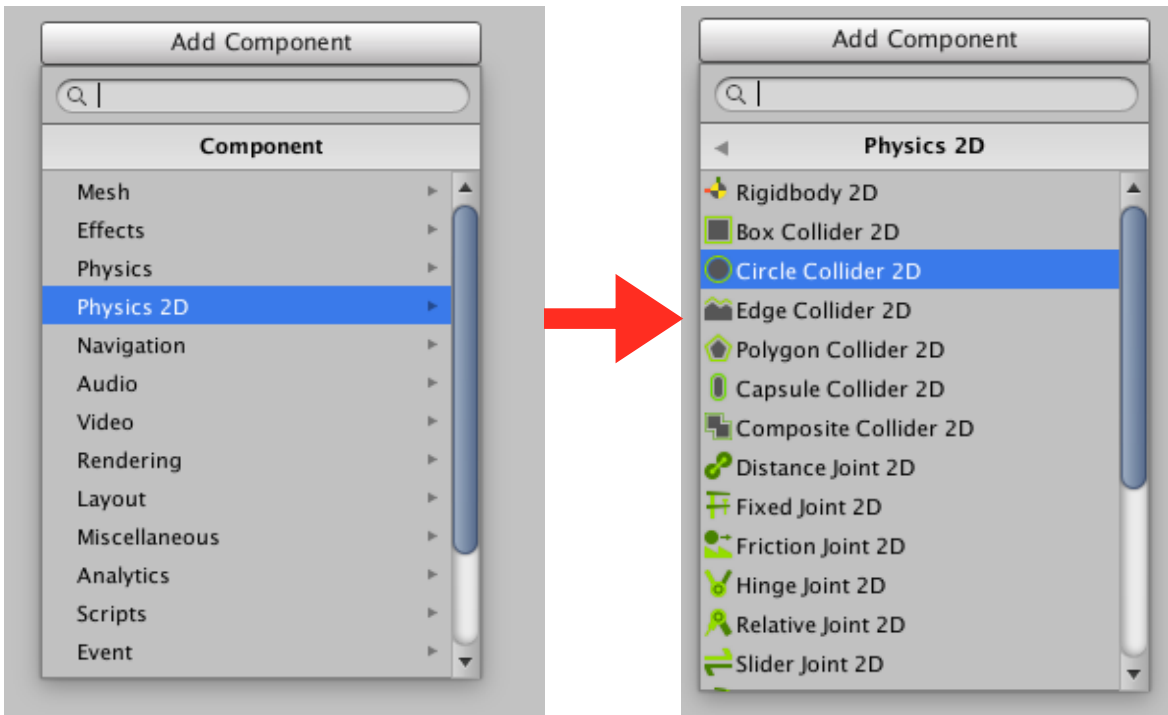 Add Component
Component
Mesh
Effects
Physics
Physics 2D
Navigation
Audio
Video
Rendering
Layout
Miscellaneous
Analytics
Scripts
Event
Add Component
Physics 2D
Rigidbody 2D
Box Collider 2D
Circle Collider 2D
Edge Collider 2D
Polygon Collider 2D
Capsule Collider 2D
Composite Collider 2D
Distance Joint 2D
Fixed Joint 2D
Friction Joint 2D
Hinge Joint 2D
Relative Joint 2D
Slider Joint 2D